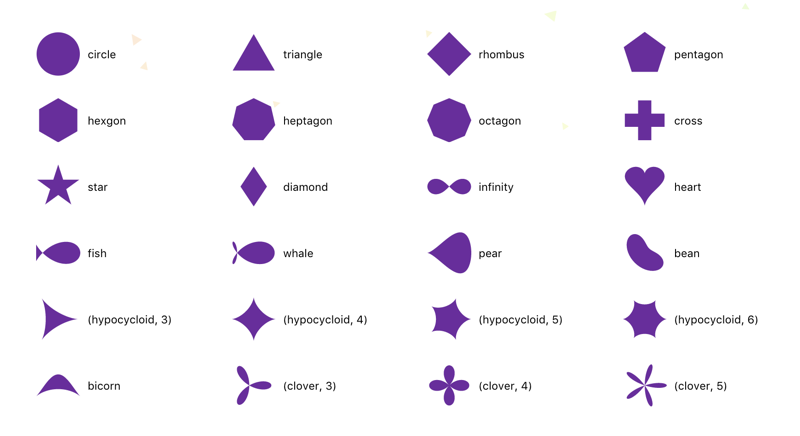 circle
triangle
rhombus
pentagon
hexgon
heptagon
octagon
cross
star
diamond
infinity
heart
fish
whale
pear
bean
(hypocycloid, 3)
(hypocycloid, 4)
(hypocycloid, 5)
(hypocycloid, 6)
bicorn
(clover, 3)
(clover, 4)
(clover, 5)